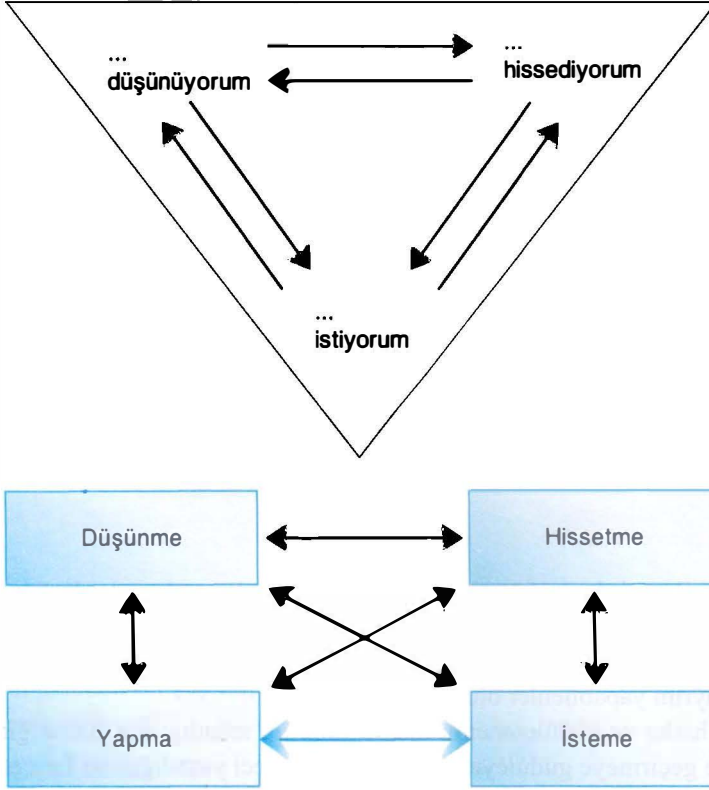 ...
düşünüyorum
...
hissediyorum
...
istiyorum
Düşünme
Hissetme
Yapma
İsteme